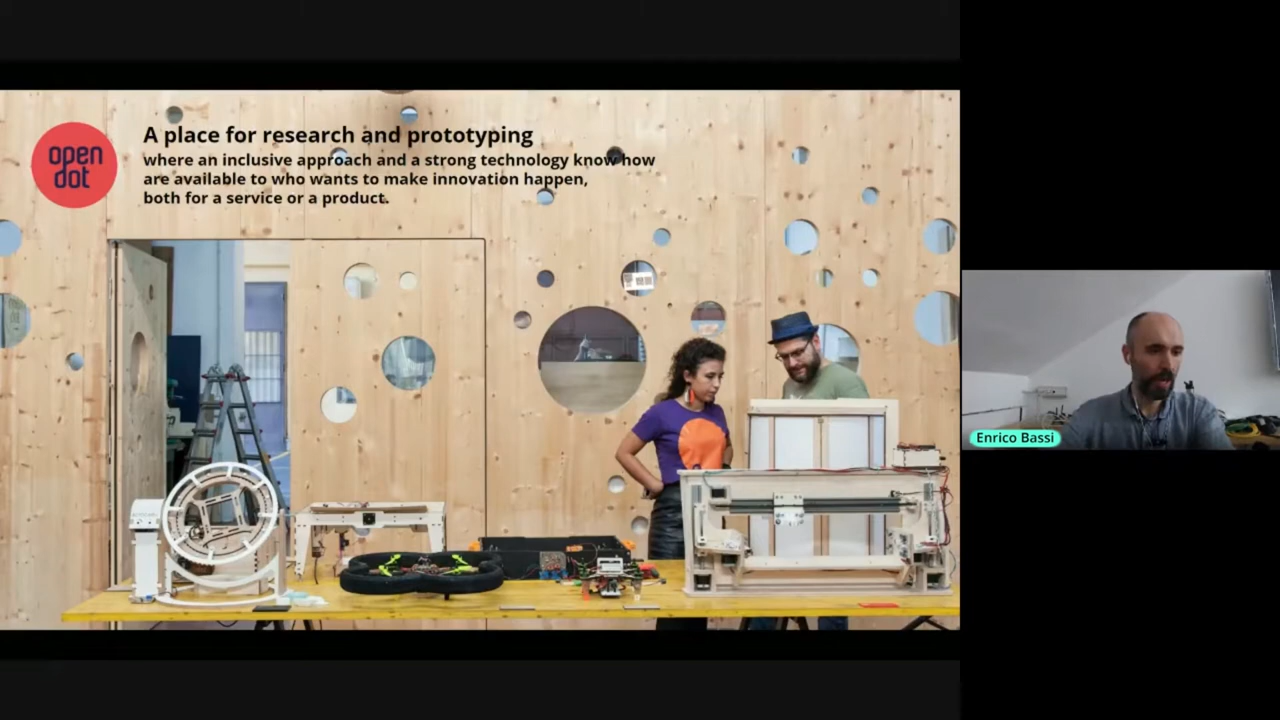 open
dot
A place for research and prototyping
where an inclusive approach and a strong technology know how
are available to who wants to make innovation happen,
both for a service or a product.
Enrico Bassi